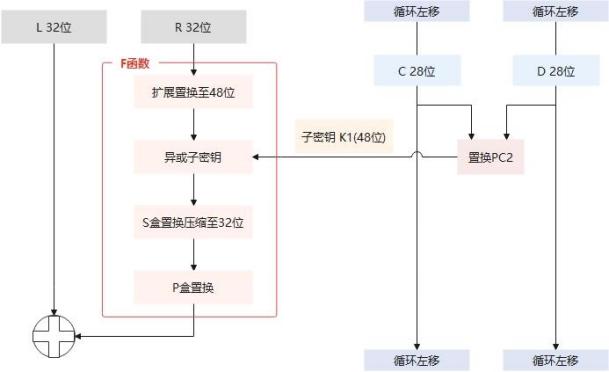 循环左移
循环左移
L 32位
R 32位
F函数
C 28位
D 28位
扩展置换至48位
子密钥 K1(48位)
异或子密钥
置换PC2
S盒置换压缩至32位
P盒置换
循环左移
循环左移